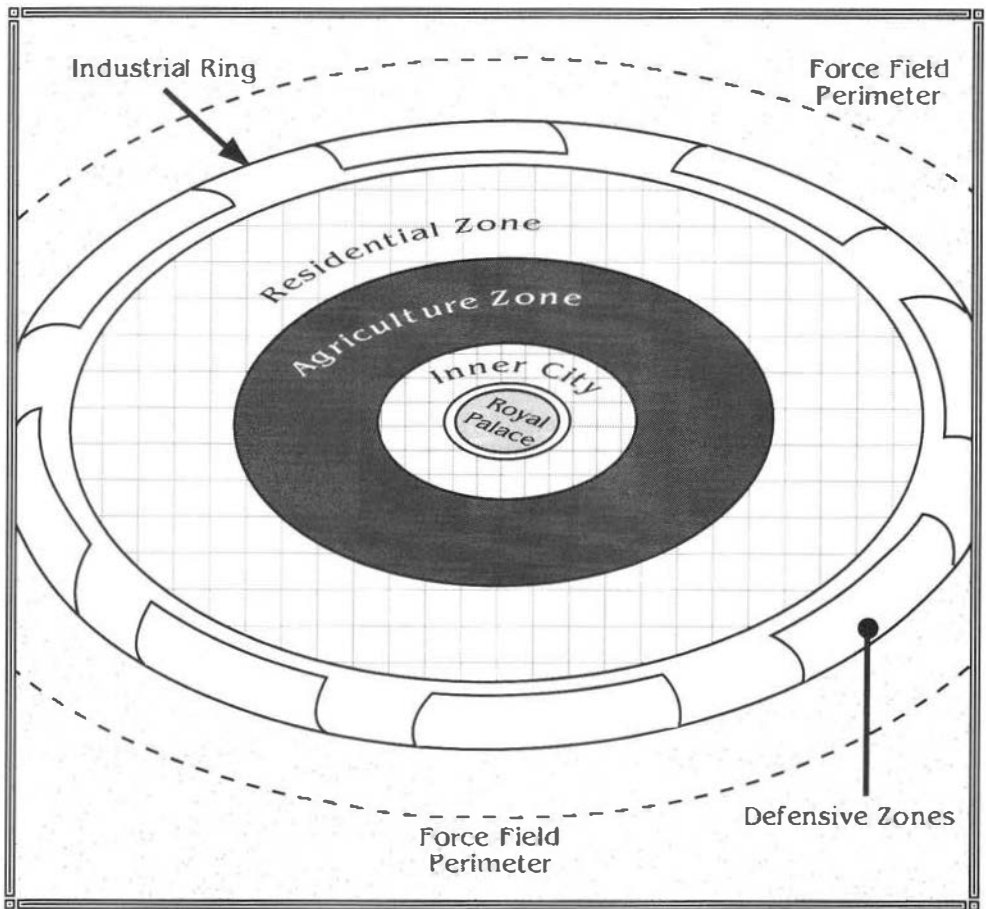 Industrial Ring
Force Field
Perimeter
Residential Zone
Agriculture Zone
Inner City
Royal
Palace
Defensive Zones
Force Field
Perimeter